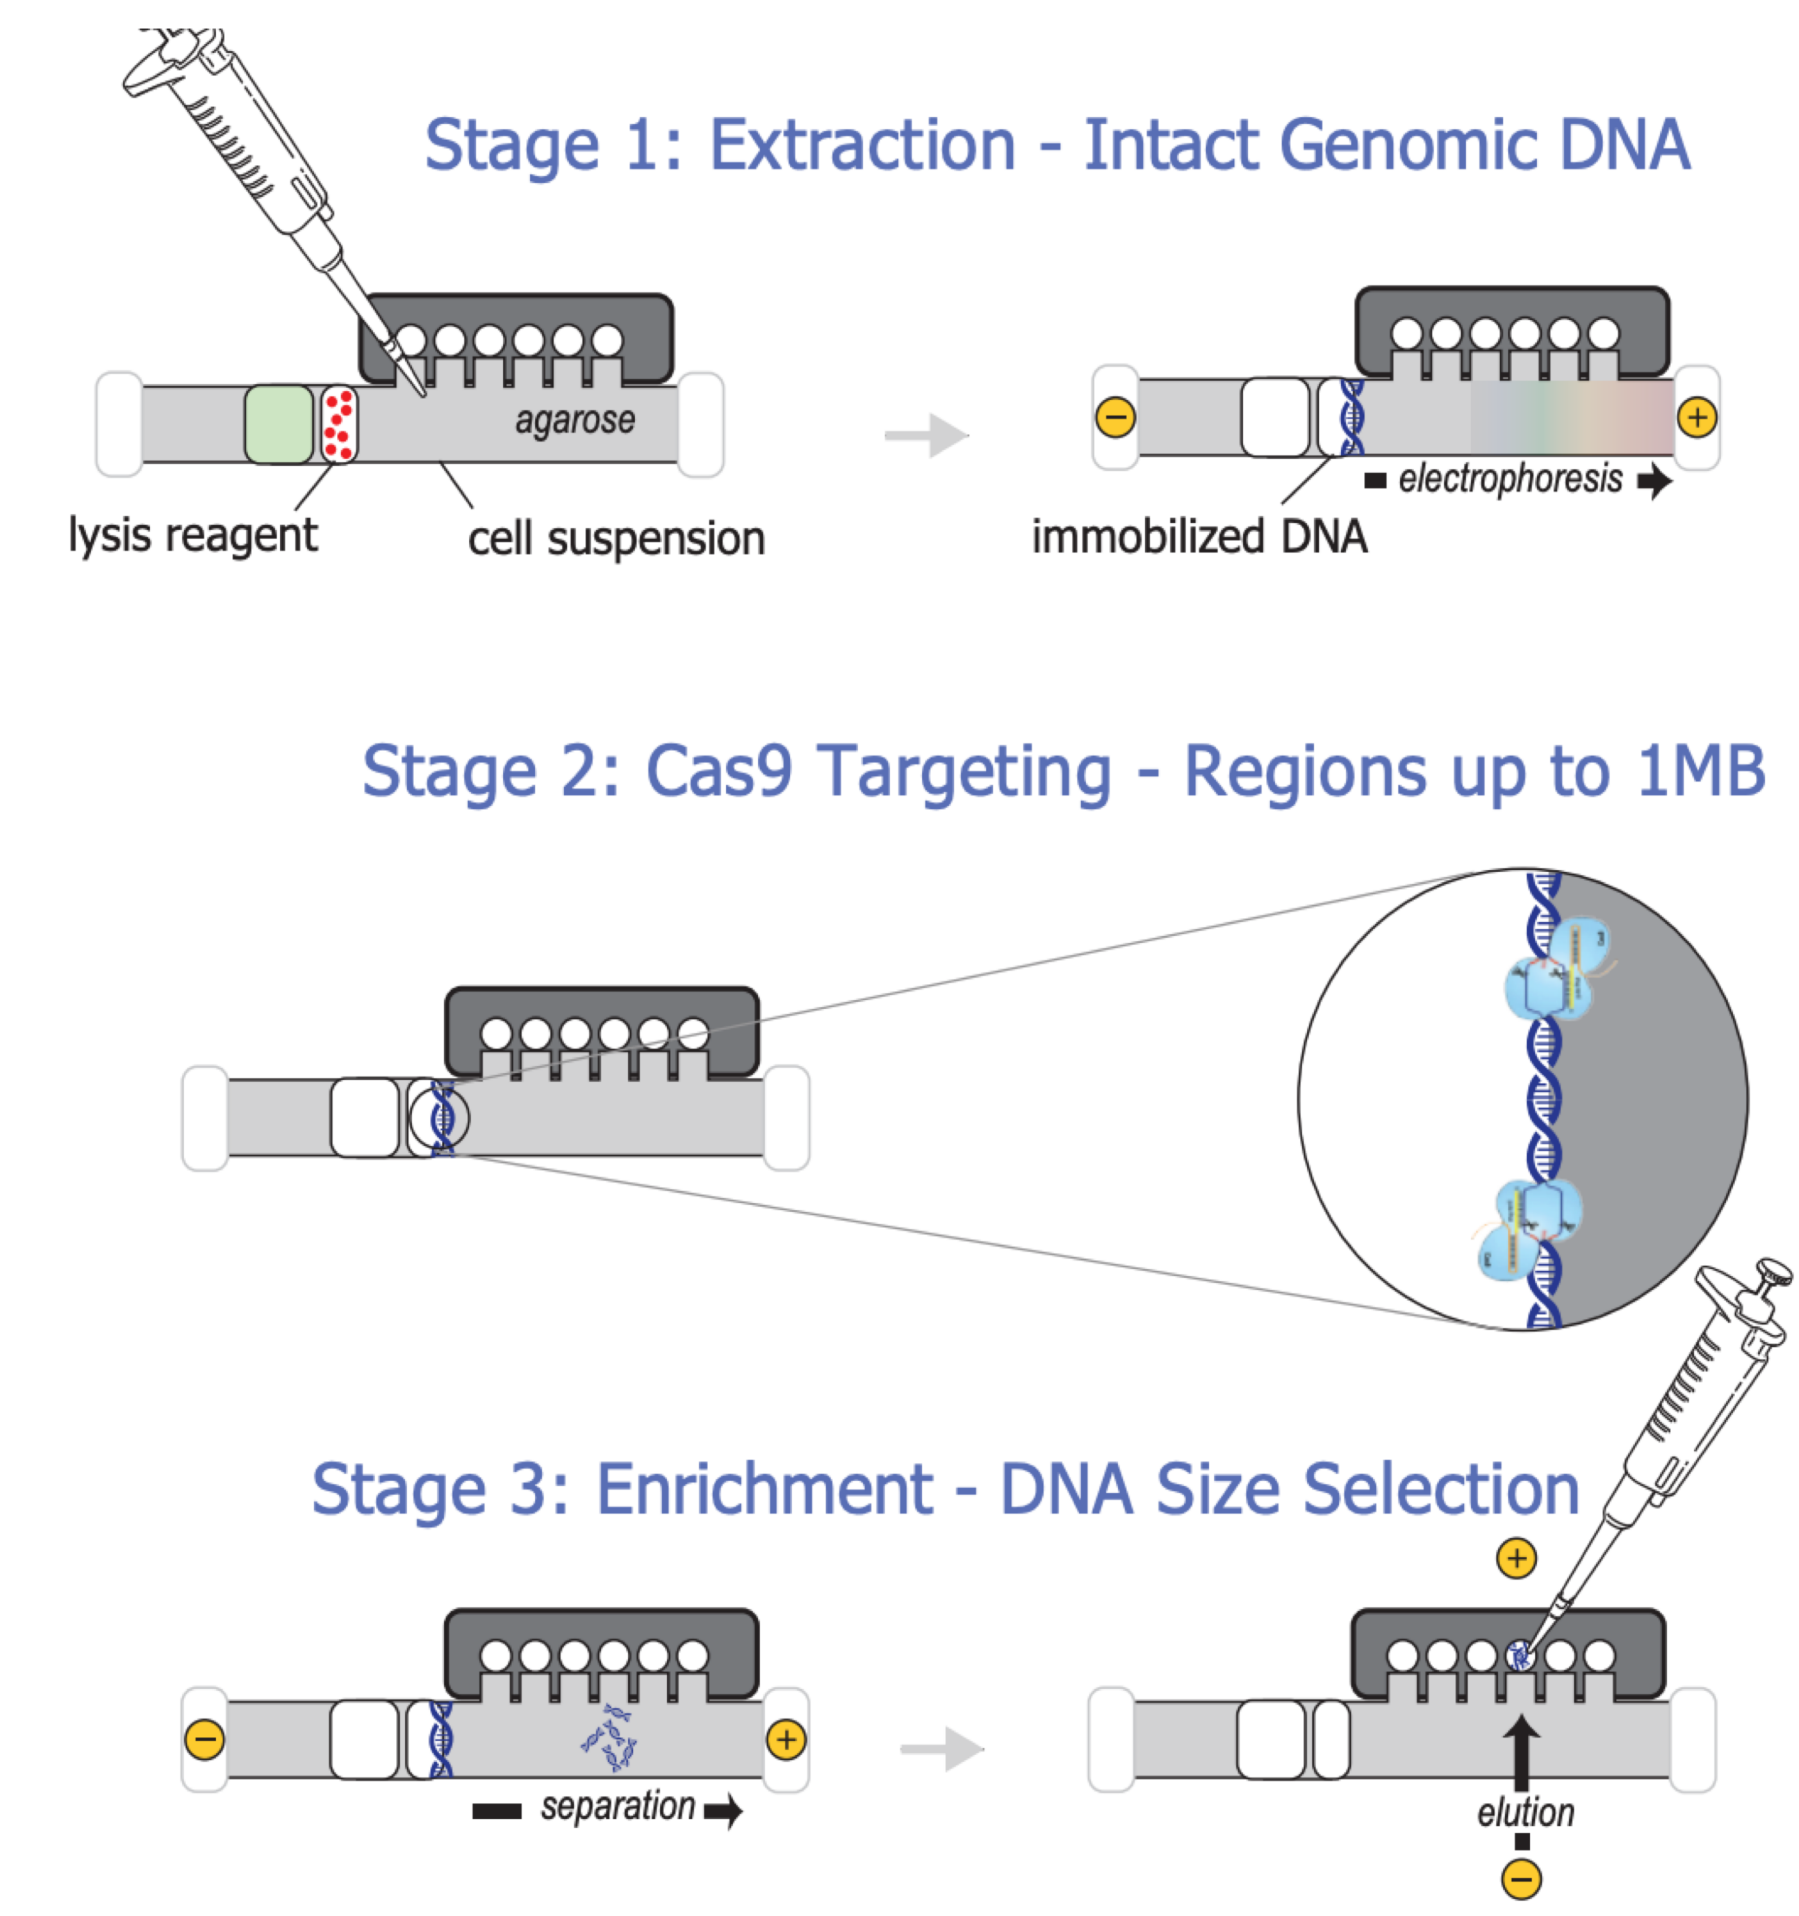 Stage 1: Extraction - Intact Genomic DNA
agarose
lysis reagent
cell suspension
−
+
electrophoresis
immobilized DNA
Stage 2: Cas9 Targeting - Regions up to 1MB
Stage 3: Enrichment - DNA Size Selection
−
+
separation
+
elution
−